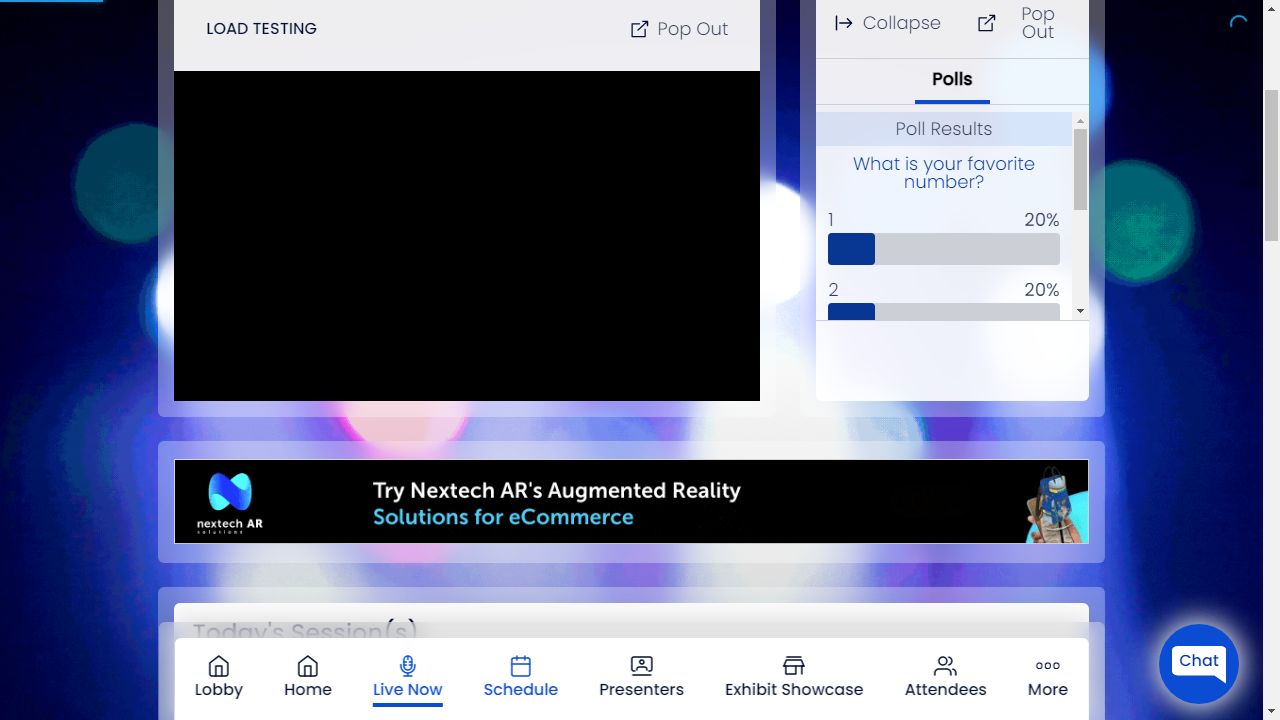 LOAD TESTING
Pop Out
Collapse
Pop
Out
Polls
Poll Results
What is your favorite
number?
1 20%
2 20%
nextech AR
solutions
Try Nextech AR's Augmented Reality
Solutions for eCommerce
Today's Session(s)
Lobby
Home
Live Now
Schedule
Presenters
Exhibit Showcase
Attendees
More
Chat